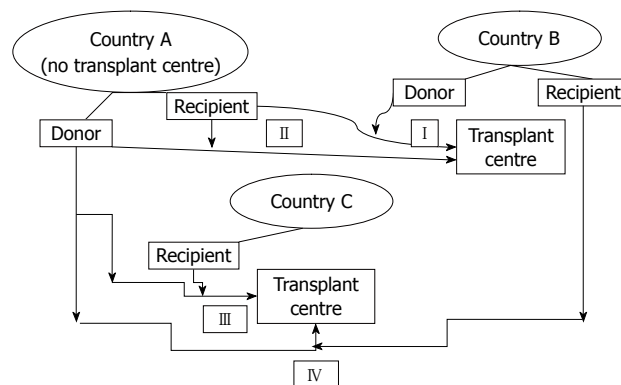 Country A
(no transplant centre)
Country B
Donor
Recipient
Recipient
Donor
Ⅱ
Ⅰ
Transplant
centre
Country C
Recipient
Transplant
centre
Ⅲ
Ⅳ